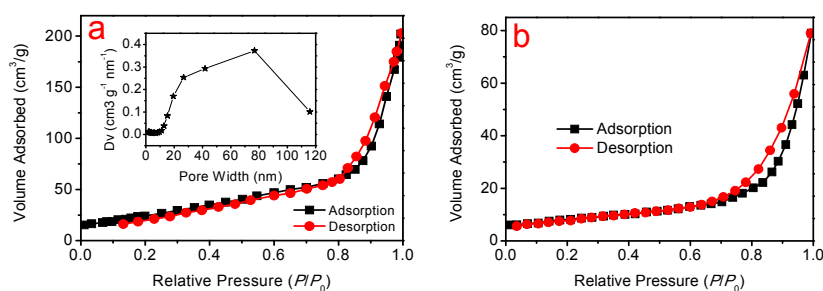 a
Volume Adsorbed (cm³/g)
200
150
100
50
0
0.0 0.2 0.4 0.6 0.8 1.0
Relative Pressure (P/P₀)
Adsorption
Desorption
Dv (cm3 g⁻¹ nm⁻¹)
0.4
0.3
0.2
0.1
0.0
0 20 40 60 80 100 120
Pore Width (nm)
b
Volume Adsorbed (cm³/g)
80
60
40
20
0
0.0 0.2 0.4 0.6 0.8 1.0
Relative Pressure (P/P₀)
Adsorption
Desorption